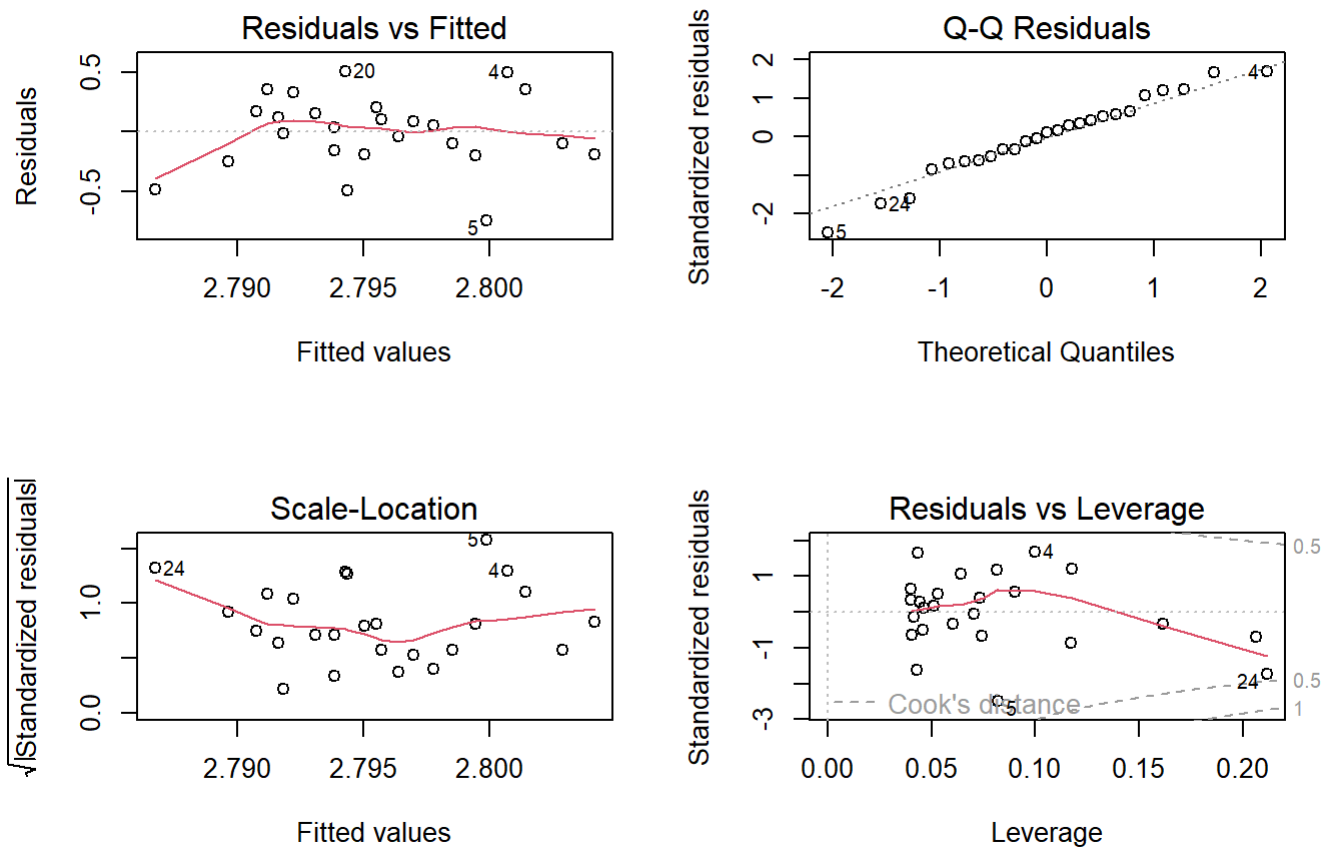 Residuals vs Fitted
Residuals
0.5
-0.5
20
4
5
2.790 2.795 2.800
Fitted values
Q-Q Residuals
Standardized residuals
2
1
0
-2
4
24
5
-2 -1 0 1 2
Theoretical Quantiles
Scale-Location
√|Standardized residuals|
1.0
0.0
24
5
4
2.790 2.795 2.800
Fitted values
Residuals vs Leverage
Standardized residuals
1
-1
-3
4
0.5
24
0.5
Cook's distance
5
1
0.00 0.05 0.10 0.15 0.20
Leverage